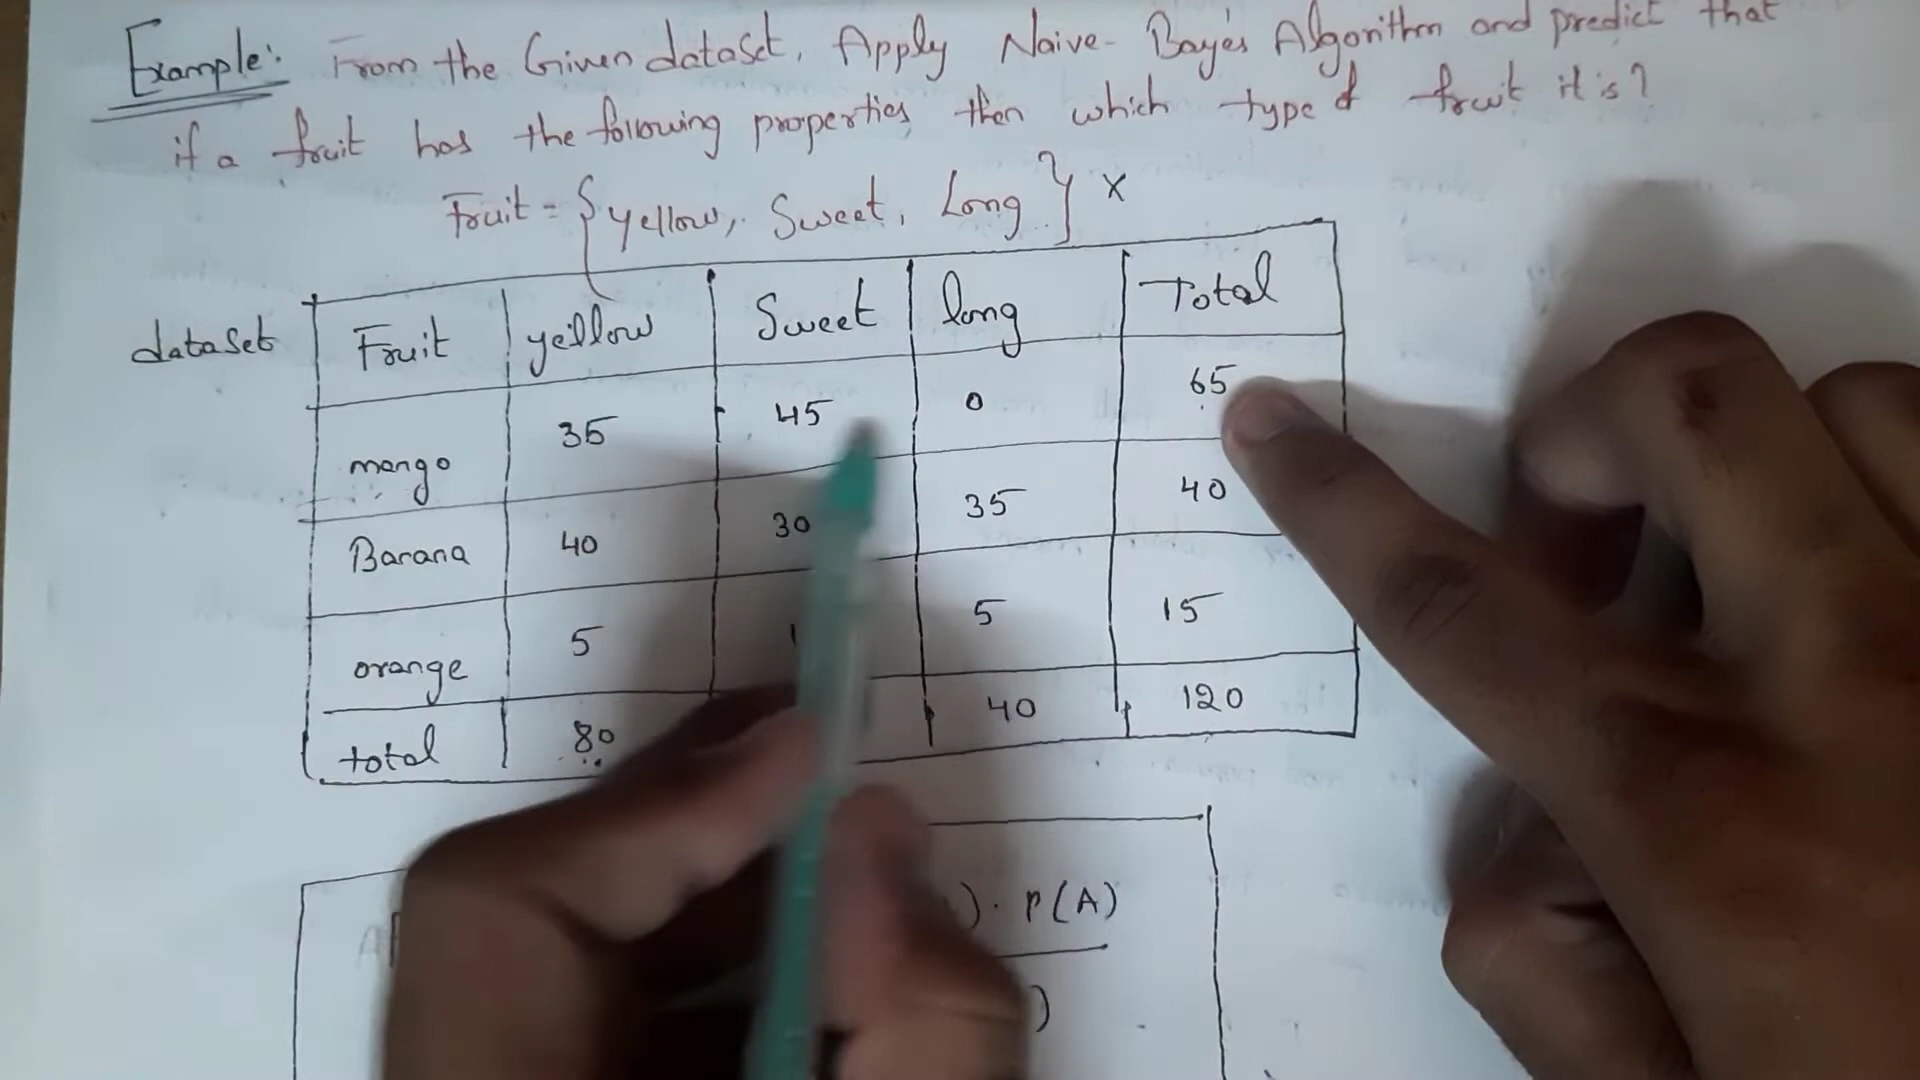 Example: From the Given dataset, Apply Naive-Bayes Algorithm and predict that
if a fruit has the following properties then which type of fruit it is?
Fruit = {yellow, Sweet, Long} x
dataset
Fruit yellow Sweet long Total
mango 35 45 0 65
Banana 40 30 35 40
orange 5 5 15
total 80 40 120
) · P(A)
)